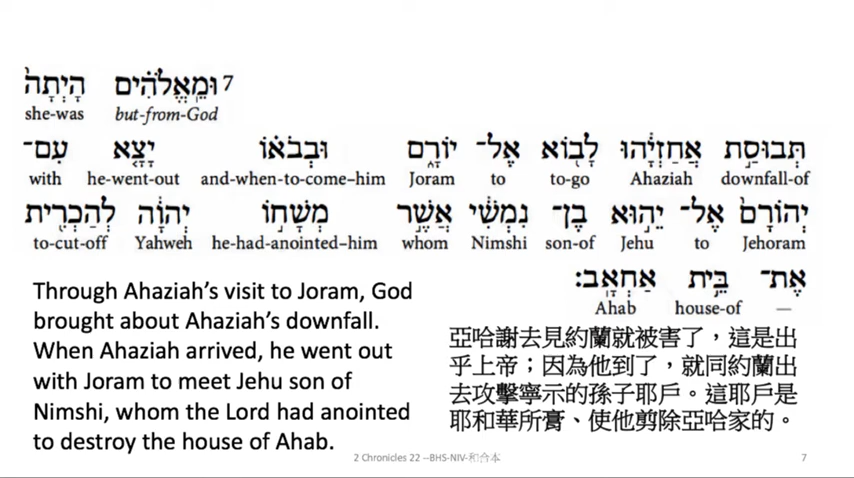 7 וּמֵאֱלֹהִים הָיְתָה
but-from-God she-was
תְּבוּסַת אֲחַזְיָהוּ לָבוֹא אֶל־ יוֹרָם וּבְבֹאוֹ יָצָא עִם־
downfall-of Ahaziah to-go to Joram and-when-to-come–him he-went-out with
יְהוֹרָם אֶל־ יֵהוּא בֶן־ נִמְשִׁי אֲשֶׁר מְשָׁחוֹ יְהוָה לְהַכְרִית
Jehoram to Jehu son-of Nimshi whom he-had-anointed–him Yahweh to-cut-off
אֶת־ בֵּית אַחְאָב׃
— house-of Ahab
Through Ahaziah’s visit to Joram, God
brought about Ahaziah’s downfall.
When Ahaziah arrived, he went out
with Joram to meet Jehu son of
Nimshi, whom the Lord had anointed
to destroy the house of Ahab.
亞哈謝去見約蘭就被害了，這是出
乎上帝；因為他到了，就同約蘭出
去攻擊寧示的孫子耶戶。這耶戶是
耶和華所膏、使他剪除亞哈家的。
2 Chronicles 22 --BHS-NIV-和合本
7